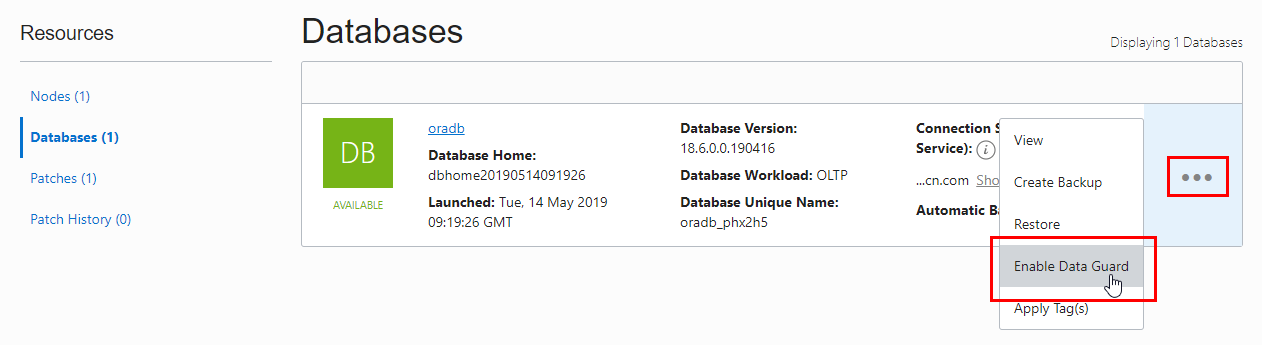 Resources
Nodes (1)
Databases (1)
Patches (1)
Patch History (0)
Databases
Displaying 1 Databases
DB
AVAILABLE
oradb
Database Home:
dbhome20190514091926
Launched: Tue, 14 May 2019
09:19:26 GMT
Database Version:
18.6.0.0.190416
Database Workload: OLTP
Database Unique Name:
oradb_phx2h5
Connection S
Service): i
...cn.com Sho
Automatic Ba
View
Create Backup
Restore
Enable Data Guard
Apply Tag(s)